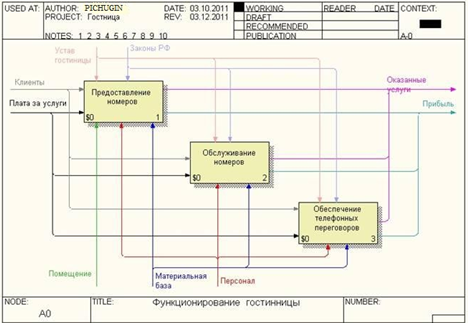 USED AT:
AUTHOR: PICHUGIN
DATE: 03.10.2011
WORKING
READER
DATE
CONTEXT:
PROJECT: Гостница
REV: 03.12.2011
DRAFT
RECOMMENDED
NOTES: 1 2 3 4 5 6 7 8 9 10
PUBLICATION
A-0
Устав
гостиницы
Законы РФ
Клиенты
Плата за услуги
Предоставление
номеров
$0
1
Оказанные
услуги
Прибыль
Обслуживание
номеров
$0
2
Обеспечение
телефонных
переговоров
$0
3
Помещение
Материальная
база
Персонал
NODE:
A0
TITLE:
Функционирование гостинницы
NUMBER: